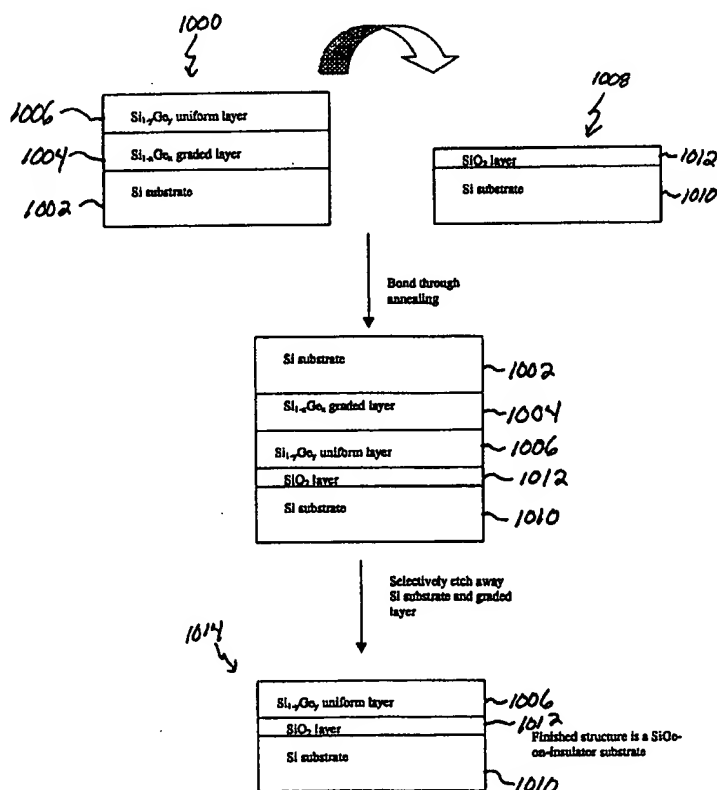 1000
1008
1006
Si₁₋yGey uniform layer
1004
Si₁₋ₓGeₓ graded layer
1002
Si substrate
SiO₂ layer
1012
Si substrate
1010
Bond through
annealing
Si substrate
1002
Si₁₋ₓGeₓ graded layer
1004
Si₁₋yGey uniform layer
1006
SiO₂ layer
1012
Si substrate
1010
Selectively etch away
Si substrate and graded
layer
1014
Si₁₋yGey uniform layer
1006
SiO₂ layer
1012
Finished structure is a SiGe-
on-insulator substrate
Si substrate
1010